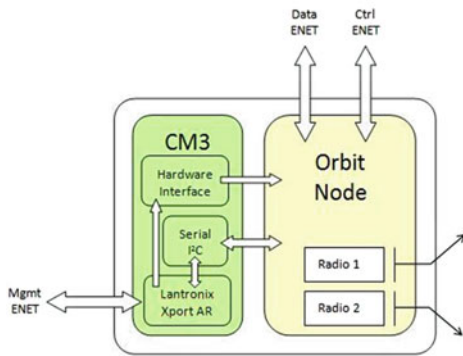 Data
ENET
Ctrl
ENET
CM3
Hardware
Interface
Serial
I²C
Lantronix
Xport AR
Mgmt
ENET
Orbit
Node
Radio 1
Radio 2